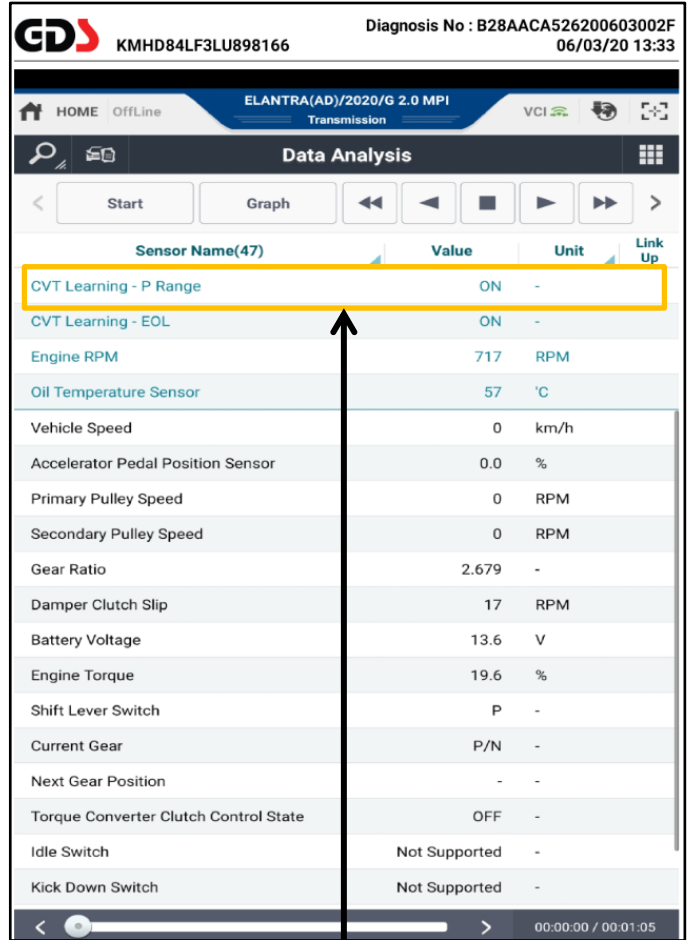 GDS KMHD84LF3LU898166
Diagnosis No : B28AACA526200603002F
06/03/20 13:33
HOME OffLine
ELANTRA(AD)/2020/G 2.0 MPI
Transmission
VCI
Data Analysis
Start Graph
Sensor Name(47) Value Unit Link Up
CVT Learning - P Range ON -
CVT Learning - EOL ON -
Engine RPM 717 RPM
Oil Temperature Sensor 57 'C
Vehicle Speed 0 km/h
Accelerator Pedal Position Sensor 0.0 %
Primary Pulley Speed 0 RPM
Secondary Pulley Speed 0 RPM
Gear Ratio 2.679 -
Damper Clutch Slip 17 RPM
Battery Voltage 13.6 V
Engine Torque 19.6 %
Shift Lever Switch P -
Current Gear P/N -
Next Gear Position - -
Torque Converter Clutch Control State OFF -
Idle Switch Not Supported -
Kick Down Switch Not Supported -
00:00:00 / 00:01:05